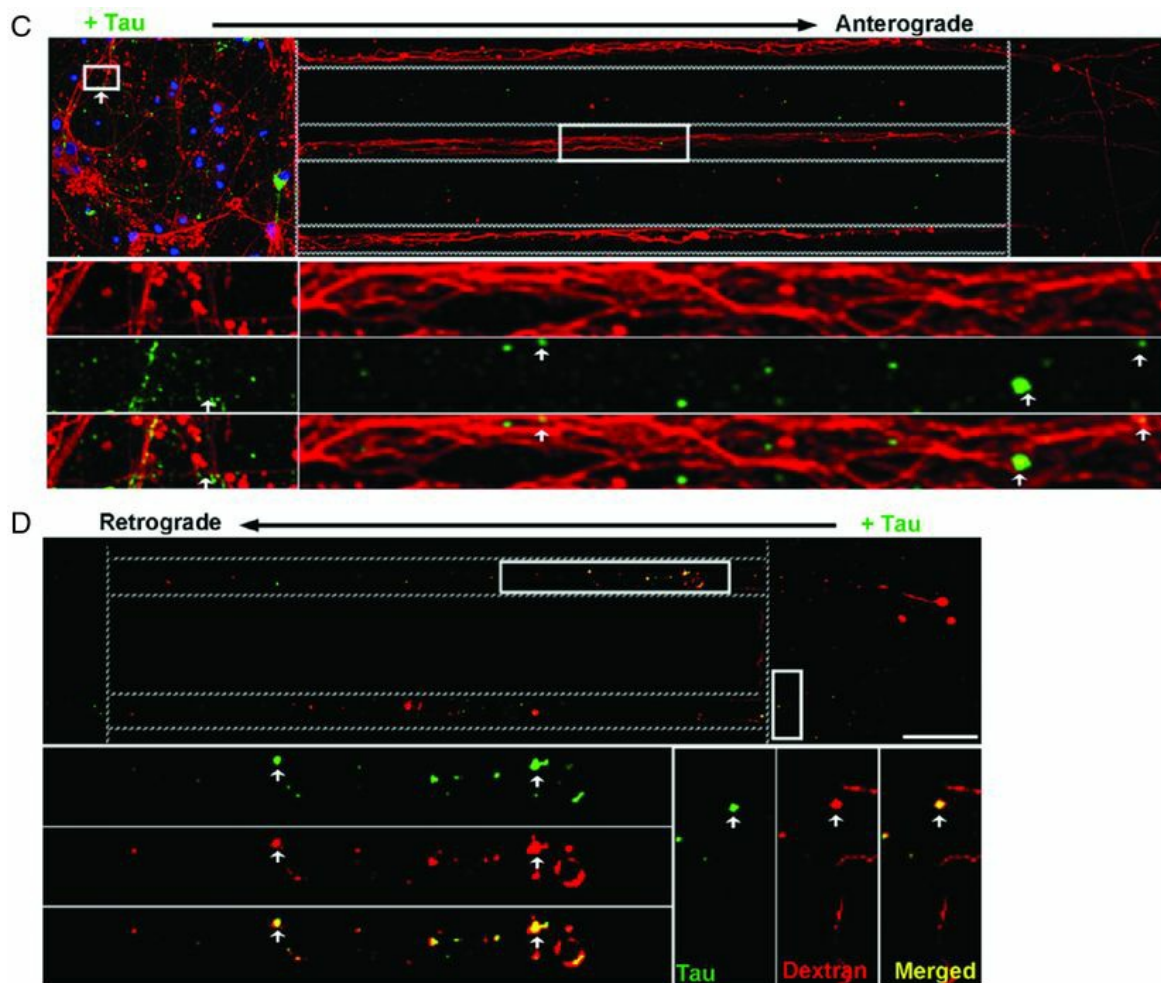 C
+ Tau
Anterograde
D
Retrograde
+ Tau
Tau
Dextran
Merged